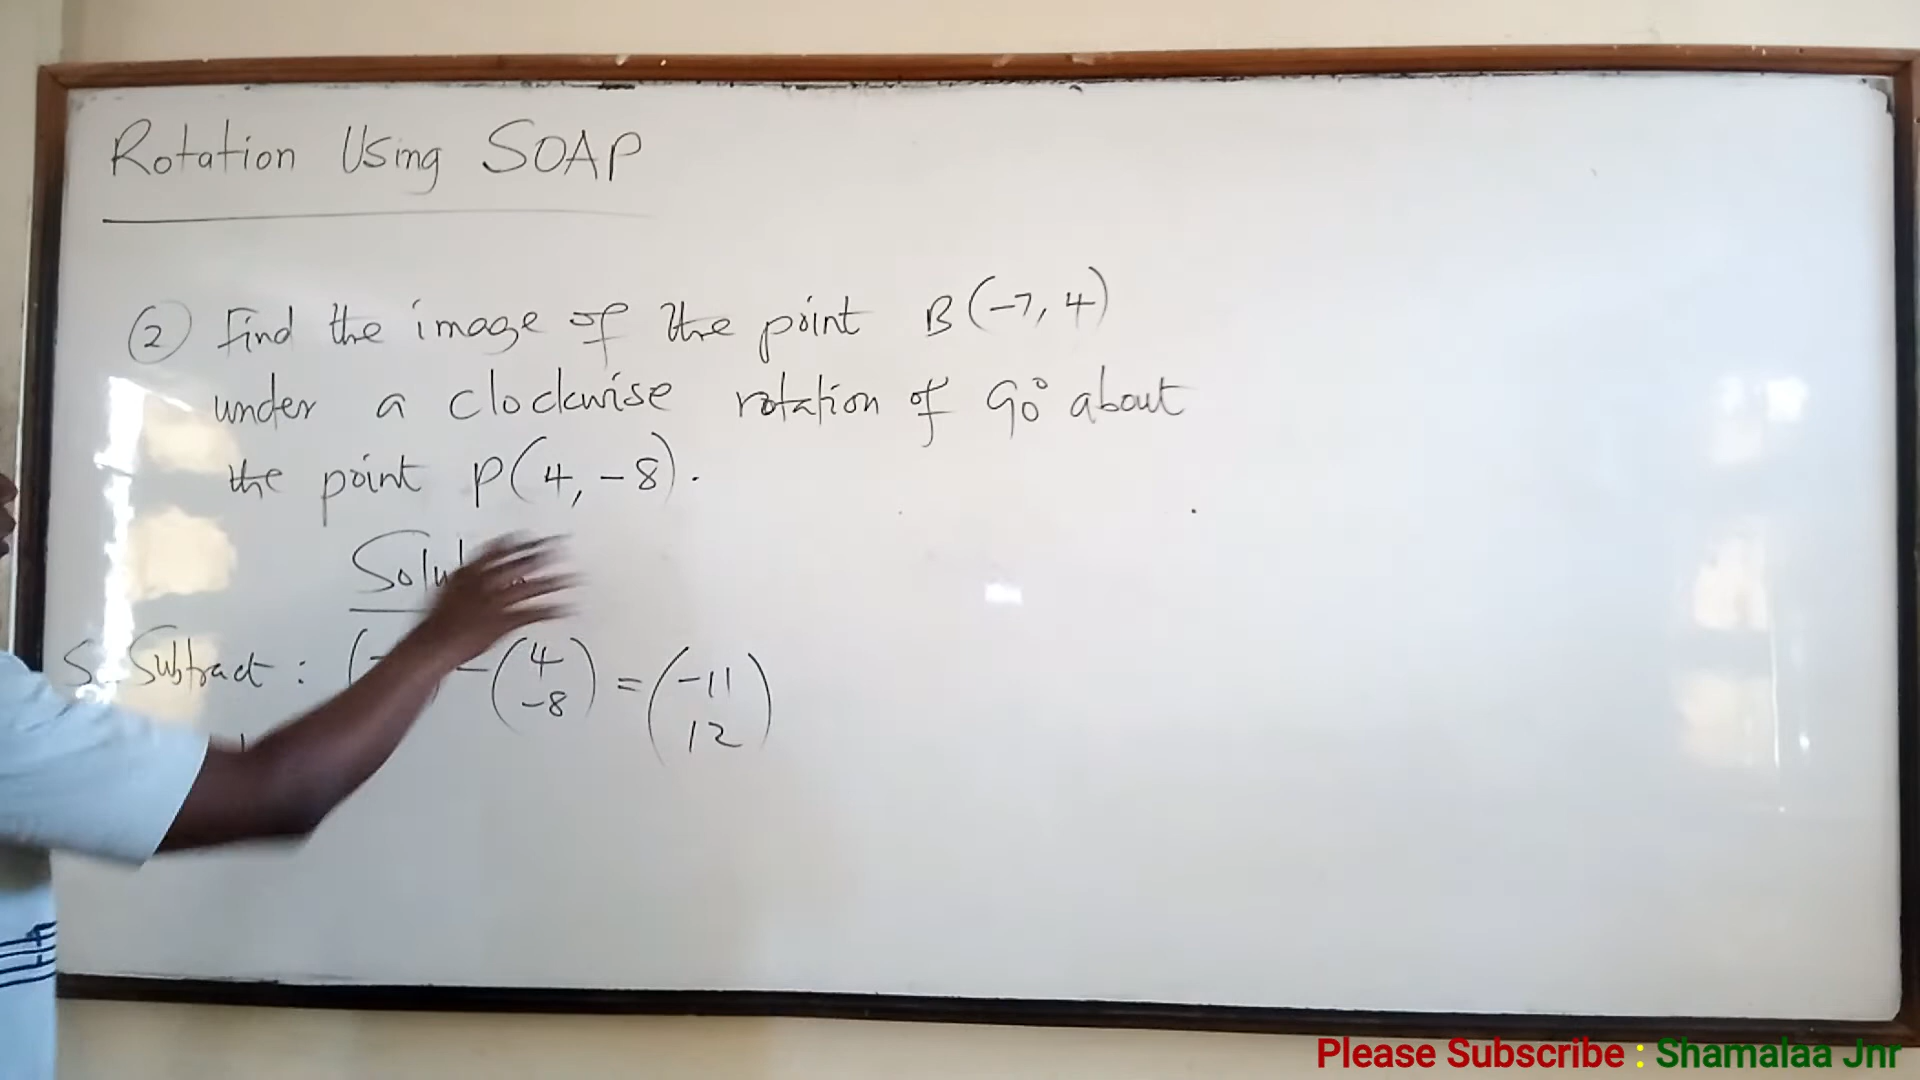 Rotation Using SOAP
② Find the image of the point B(-7, 4)
under a clockwise rotation of 90° about
the point P(4, -8).
S-Subtract: - (4 -8) = (-11 12)
Please Subscribe : Shamalaa Jnr